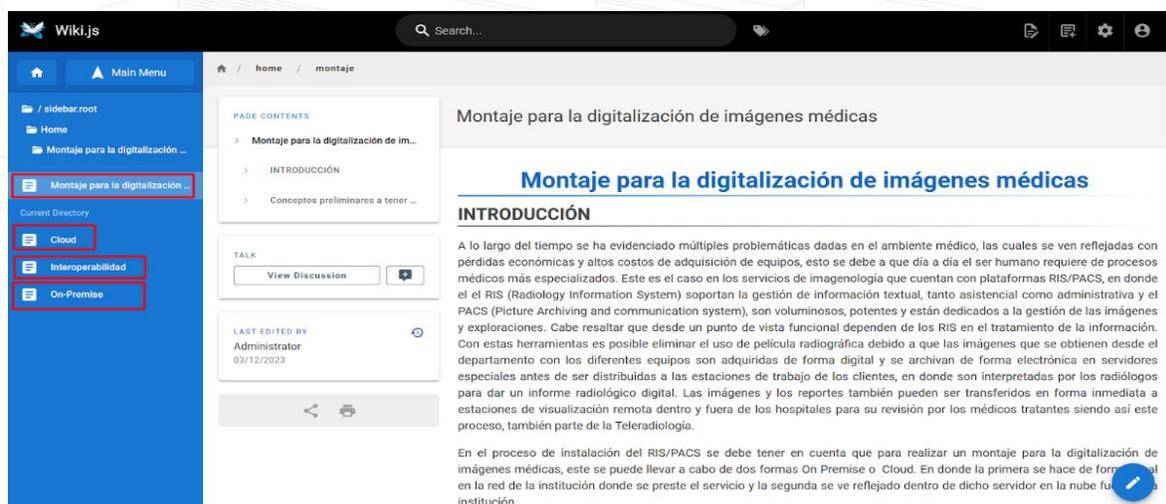 Wiki.js
Search...
Main Menu
/ sidebar.root
Home
Montaje para la digitalización ...
Montaje para la digitalización ...
Current Directory
Cloud
Interoperabilidad
On-Premise
/ home / montaje
PAGE CONTENTS
Montaje para la digitalización de im...
INTRODUCCIÓN
Conceptos preliminares a tener ...
TALK
View Discussion
LAST EDITED BY
Administrator
03/12/2023
Montaje para la digitalización de imágenes médicas
Montaje para la digitalización de imágenes médicas
INTRODUCCIÓN
A lo largo del tiempo se ha evidenciado múltiples problemáticas dadas en el ambiente médico, las cuales se ven reflejadas con
pérdidas económicas y altos costos de adquisición de equipos, esto se debe a que día a día el ser humano requiere de procesos
médicos más especializados. Este es el caso en los servicios de imagenología que cuentan con plataformas RIS/PACS, en donde
el el RIS (Radiology Information System) soportan la gestión de información textual, tanto asistencial como administrativa y el
PACS (Picture Archiving and communication system), son voluminosos, potentes y están dedicados a la gestión de las imágenes
y exploraciones. Cabe resaltar que desde un punto de vista funcional dependen de los RIS en el tratamiento de la información.
Con estas herramientas es posible eliminar el uso de película radiográfica debido a que las imágenes que se obtienen desde el
departamento con los diferentes equipos son adquiridas de forma digital y se archivan de forma electrónica en servidores
especiales antes de ser distribuidas a las estaciones de trabajo de los clientes, en donde son interpretadas por los radiólogos
para dar un informe radiológico digital. Las imágenes y los reportes también pueden ser transferidos en forma inmediata a
estaciones de visualización remota dentro y fuera de los hospitales para su revisión por los médicos tratantes siendo así este
proceso, también parte de la Teleradiología.
En el proceso de instalación del RIS/PACS se debe tener en cuenta que para realizar un montaje para la digitalización de
imágenes médicas, este se puede llevar a cabo de dos formas On Premise o Cloud. En donde la primera se hace de
en la red de la institución donde se preste el servicio y la segunda se ve reflejado dentro de dicho servidor en la nube
institución